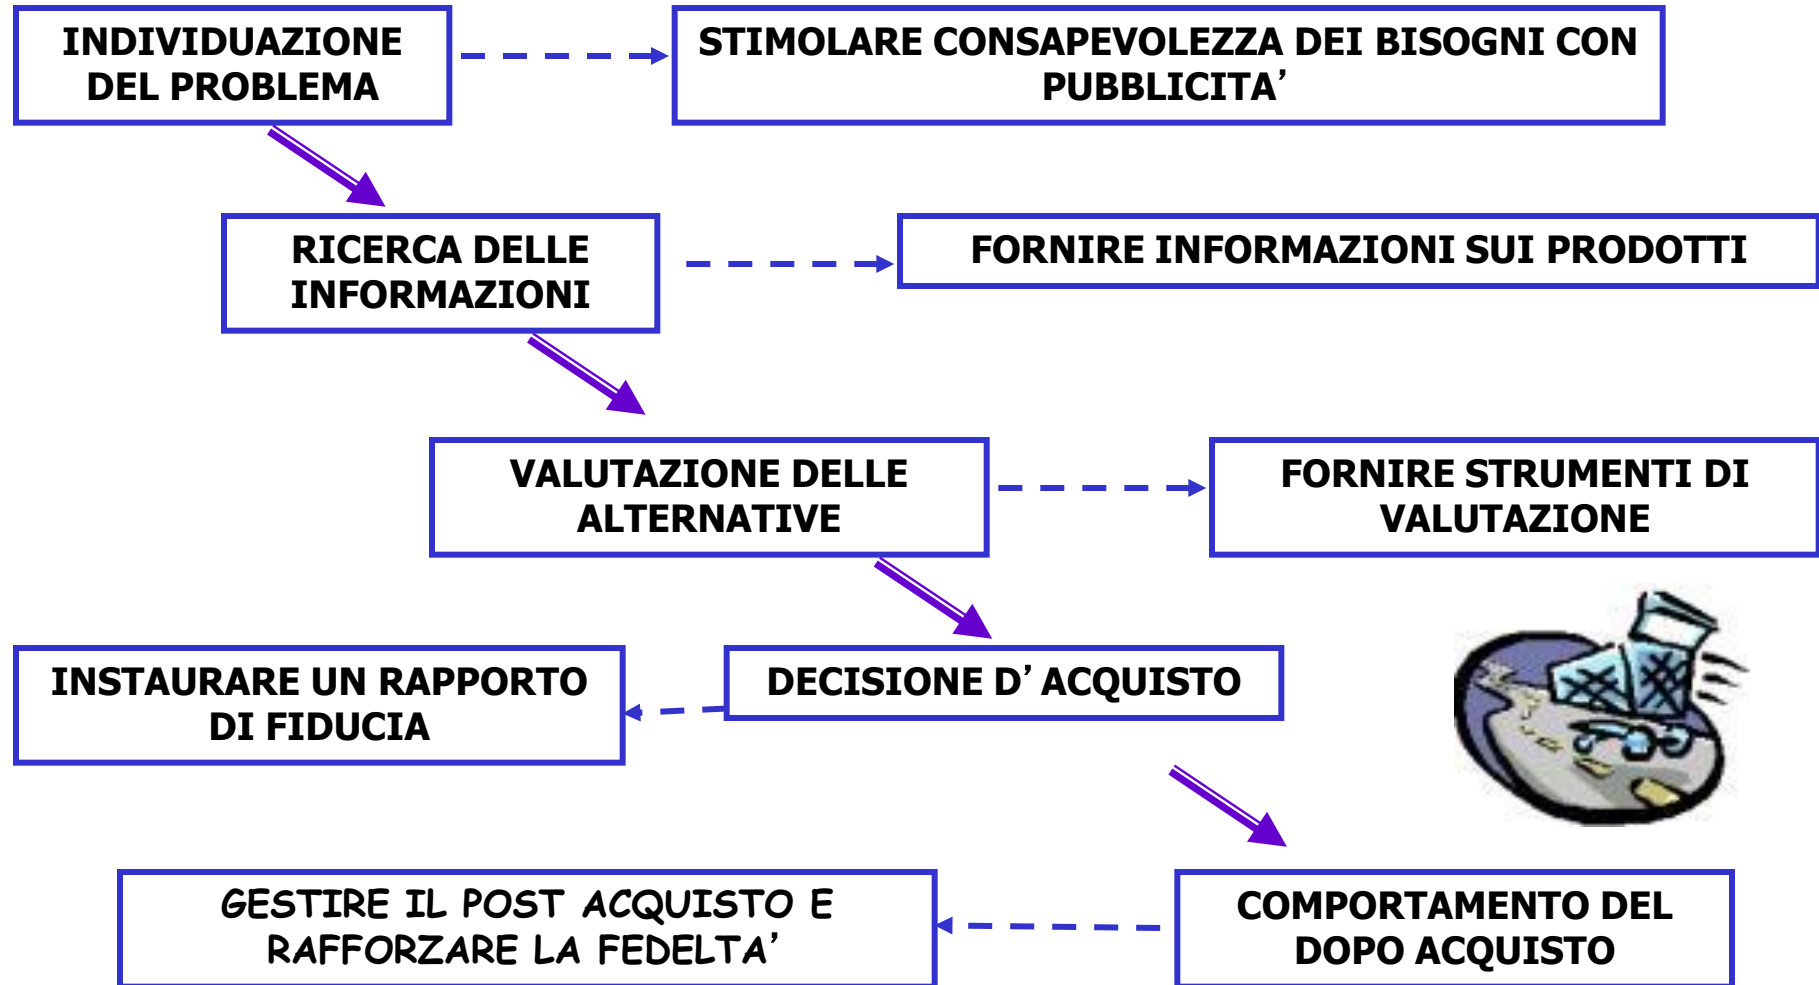 INDIVIDUAZIONE
DEL PROBLEMA
STIMOLARE CONSAPEVOLEZZA DEI BISOGNI CON
PUBBLICITA’
RICERCA DELLE
INFORMAZIONI
FORNIRE INFORMAZIONI SUI PRODOTTI
VALUTAZIONE DELLE
ALTERNATIVE
FORNIRE STRUMENTI DI
VALUTAZIONE
INSTAURARE UN RAPPORTO
DI FIDUCIA
DECISIONE D’ACQUISTO
GESTIRE IL POST ACQUISTO E
RAFFORZARE LA FEDELTA’
COMPORTAMENTO DEL
DOPO ACQUISTO